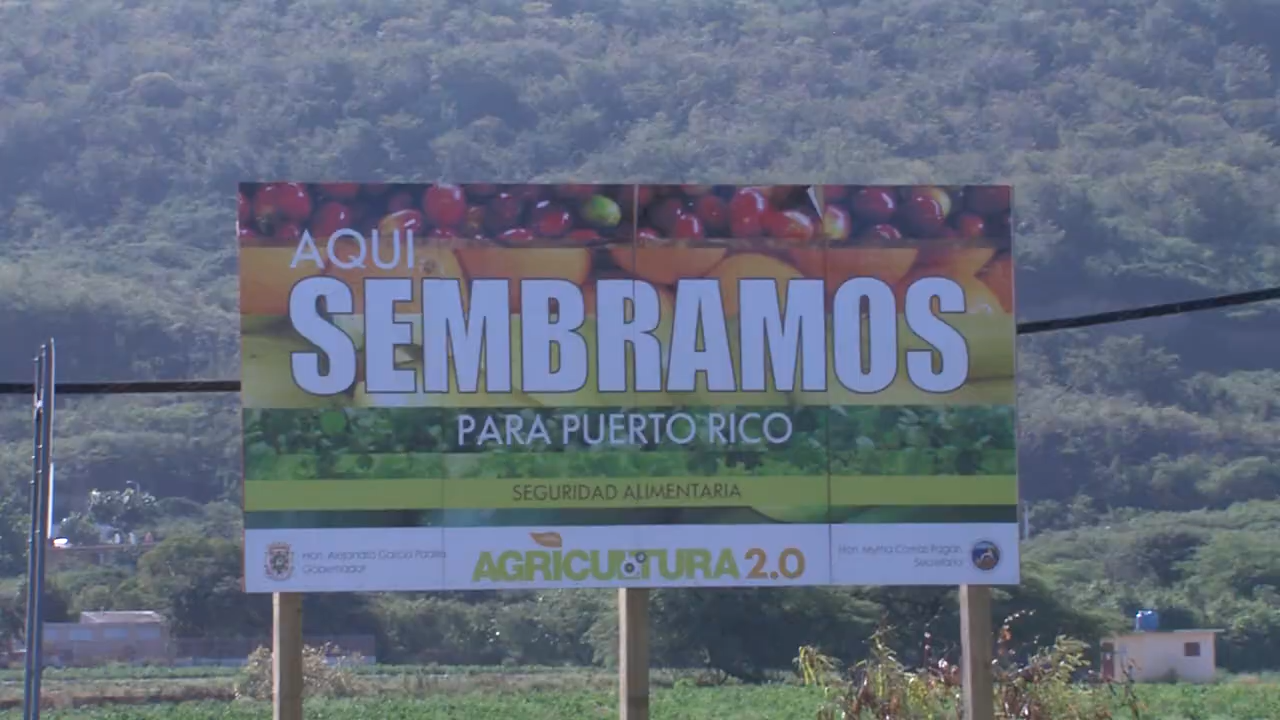 AQUÍ
SEMBRAMOS
PARA PUERTO RICO
SEGURIDAD ALIMENTARIA
Hon. Alejandro García Padilla
Gobernador
AGRICULTURA 2.0
Hon. Myrna Comas Pagán
Secretaria